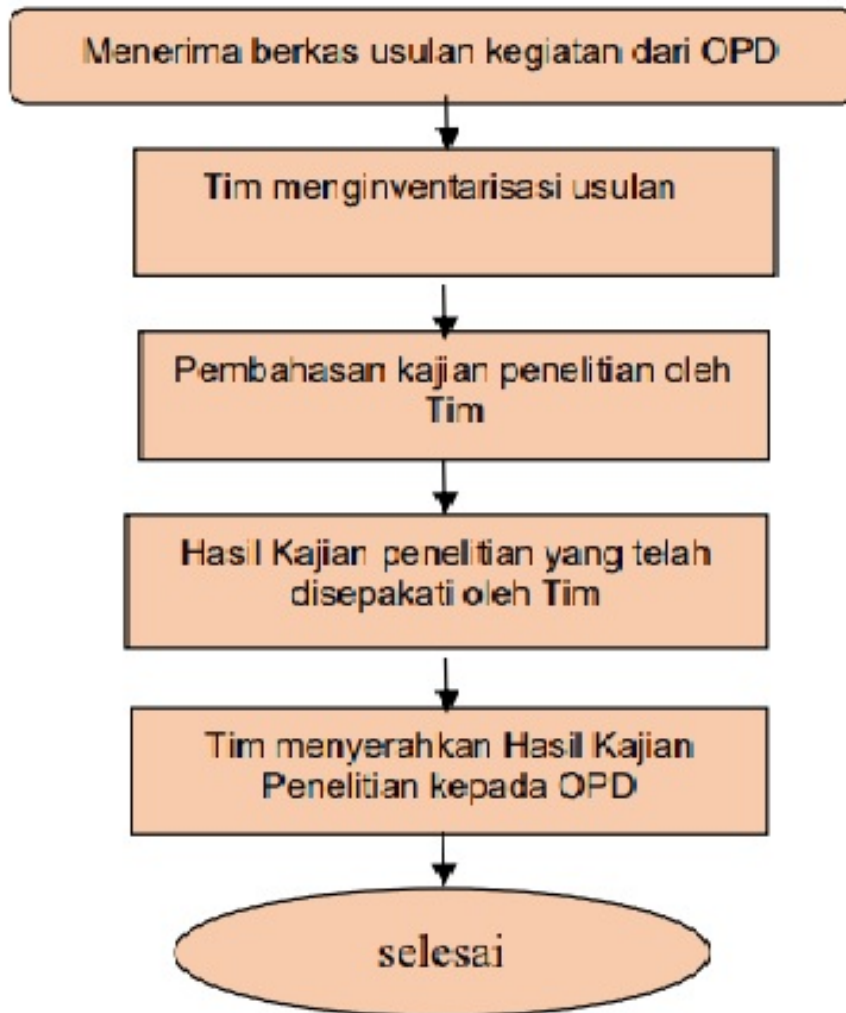 Menerima berkas usulan kegiatan dari OPD
Tim menginventarisasi usulan
Pembahasan kajian penelitian oleh
Tim
Hasil Kajian penelitian yang telah
disepakati oleh Tim
Tim menyerahkan Hasil Kajian
Penelitian kepada OPD
selesai